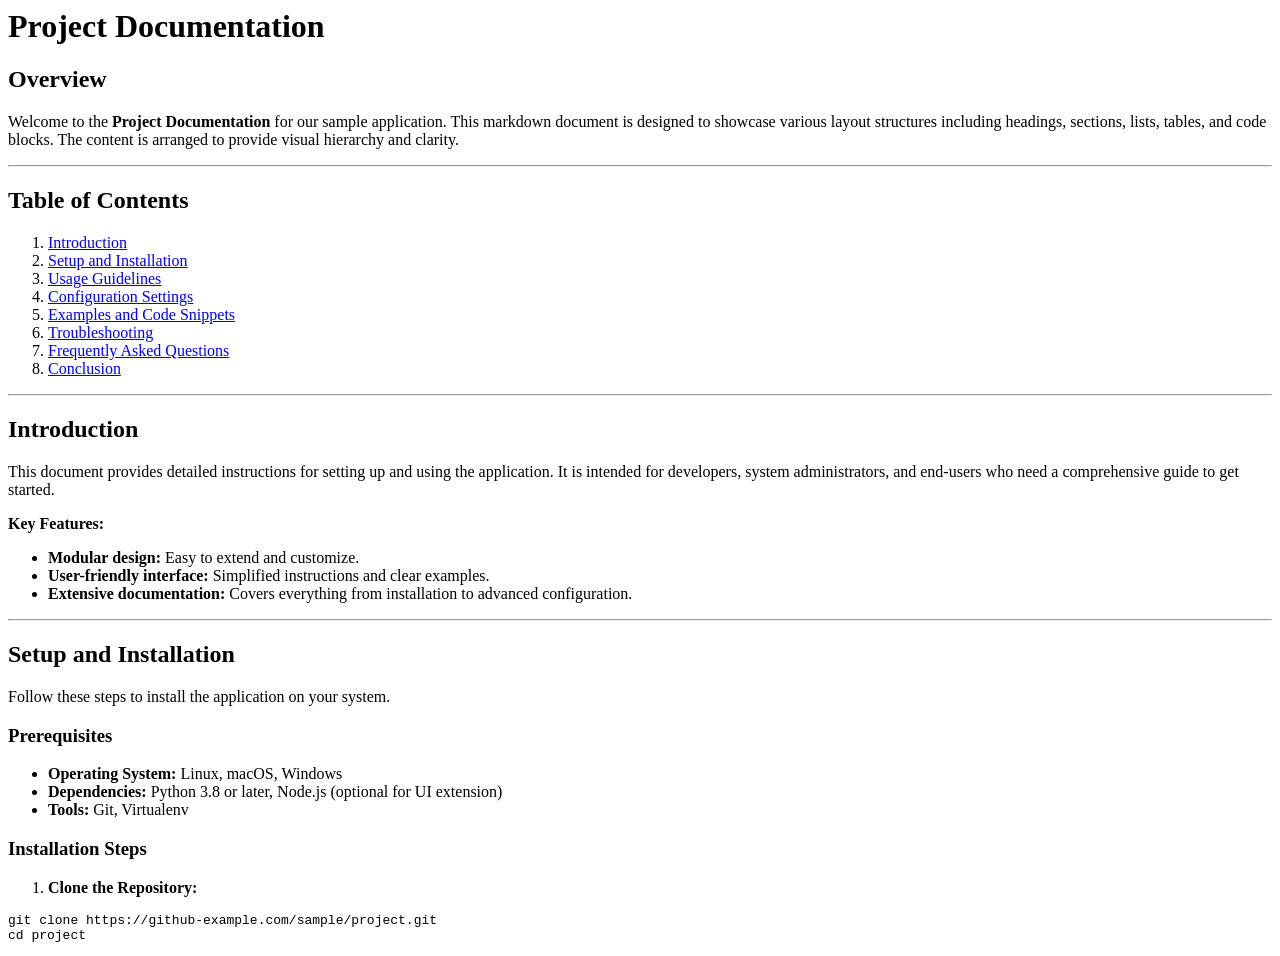 Project Documentation
Overview
Welcome to the Project Documentation for our sample application. This markdown document is designed to showcase various layout structures including headings, sections, lists, tables, and code
blocks. The content is arranged to provide visual hierarchy and clarity.
Table of Contents
1. Introduction
2. Setup and Installation
3. Usage Guidelines
4. Configuration Settings
5. Examples and Code Snippets
6. Troubleshooting
7. Frequently Asked Questions
8. Conclusion
Introduction
This document provides detailed instructions for setting up and using the application. It is intended for developers, system administrators, and end-users who need a comprehensive guide to get
started.
Key Features:
• Modular design: Easy to extend and customize.
• User-friendly interface: Simplified instructions and clear examples.
• Extensive documentation: Covers everything from installation to advanced configuration.
Setup and Installation
Follow these steps to install the application on your system.
Prerequisites
• Operating System: Linux, macOS, Windows
• Dependencies: Python 3.8 or later, Node.js (optional for UI extension)
• Tools: Git, Virtualenv
Installation Steps
1. Clone the Repository:
git clone https://github-example.com/sample/project.git
cd project